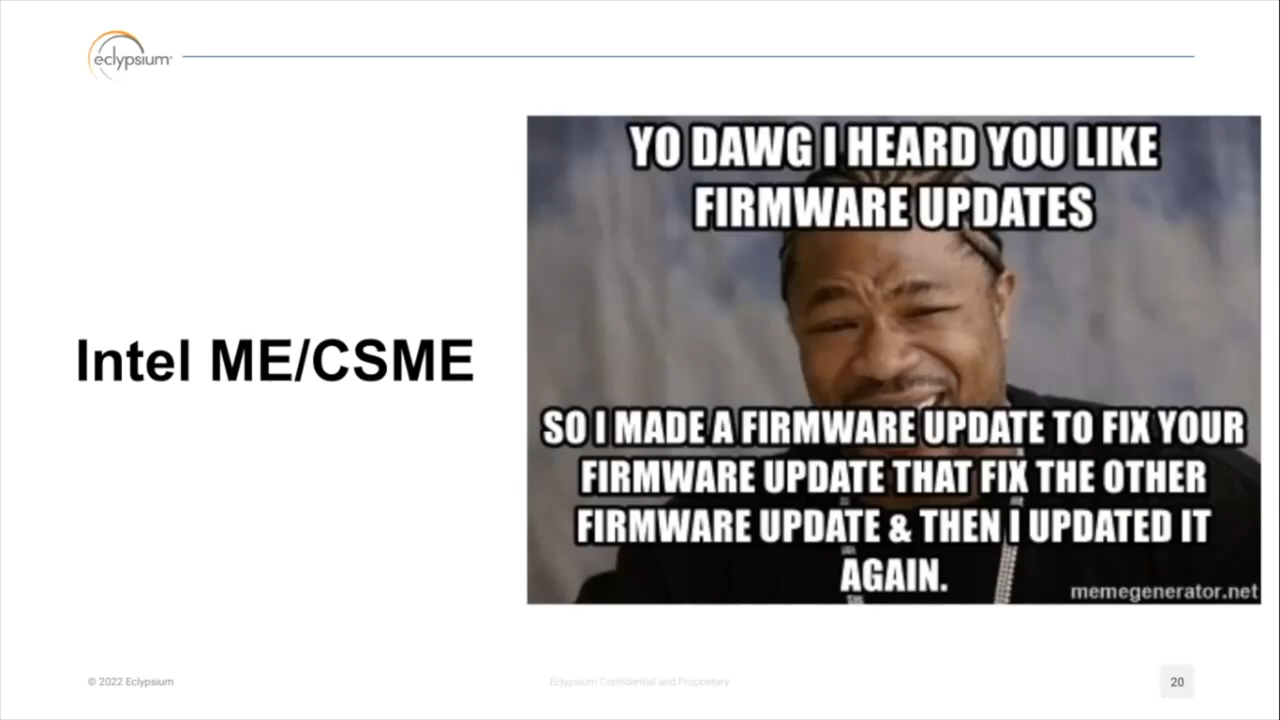 eclypsium
YO DAWG I HEARD YOU LIKE
FIRMWARE UPDATES
Intel ME/CSME
SO I MADE A FIRMWARE UPDATE TO FIX YOUR
FIRMWARE UPDATE THAT FIX THE OTHER
FIRMWARE UPDATE & THEN I UPDATED IT
AGAIN.
memegenerator.net
© 2022 Eclypsium
Eclypsium Confidential and Proprietary
20